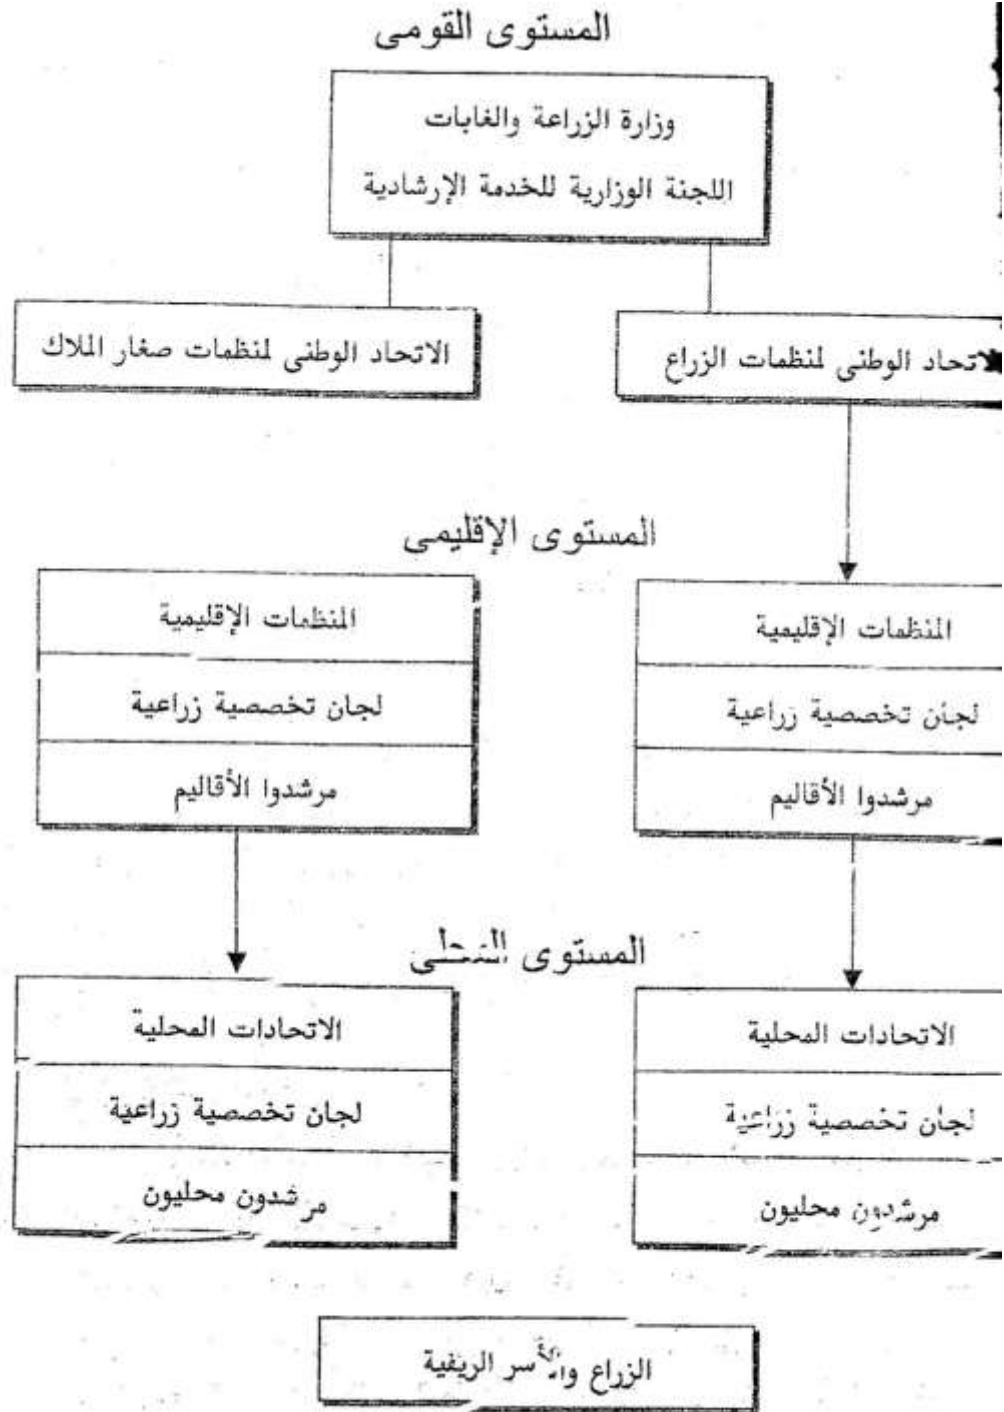 المستوى القومى
وزارة الزراعة والغابات
اللجنة الوزارية للخدمة الإرشادية
تحاد الوطنى لمنظمات الزراع
الاتحاد الوطنى لمنظمات صغار الملاك
المستوى الإقليمى
المنظمات الإقليمية
لجان تخصصية زراعية
مرشدوا الأقاليم
المنظمات الإقليمية
لجان تخصصية زراعية
مرشدوا الأقاليم
المستوى المحلى
الاتحادات المحلية
لجان تخصصية زراعية
مرشدون محليون
الاتحادات المحلية
لجان تخصصية زراعية
مرشدون محليون
الزراع والأسر الريفية